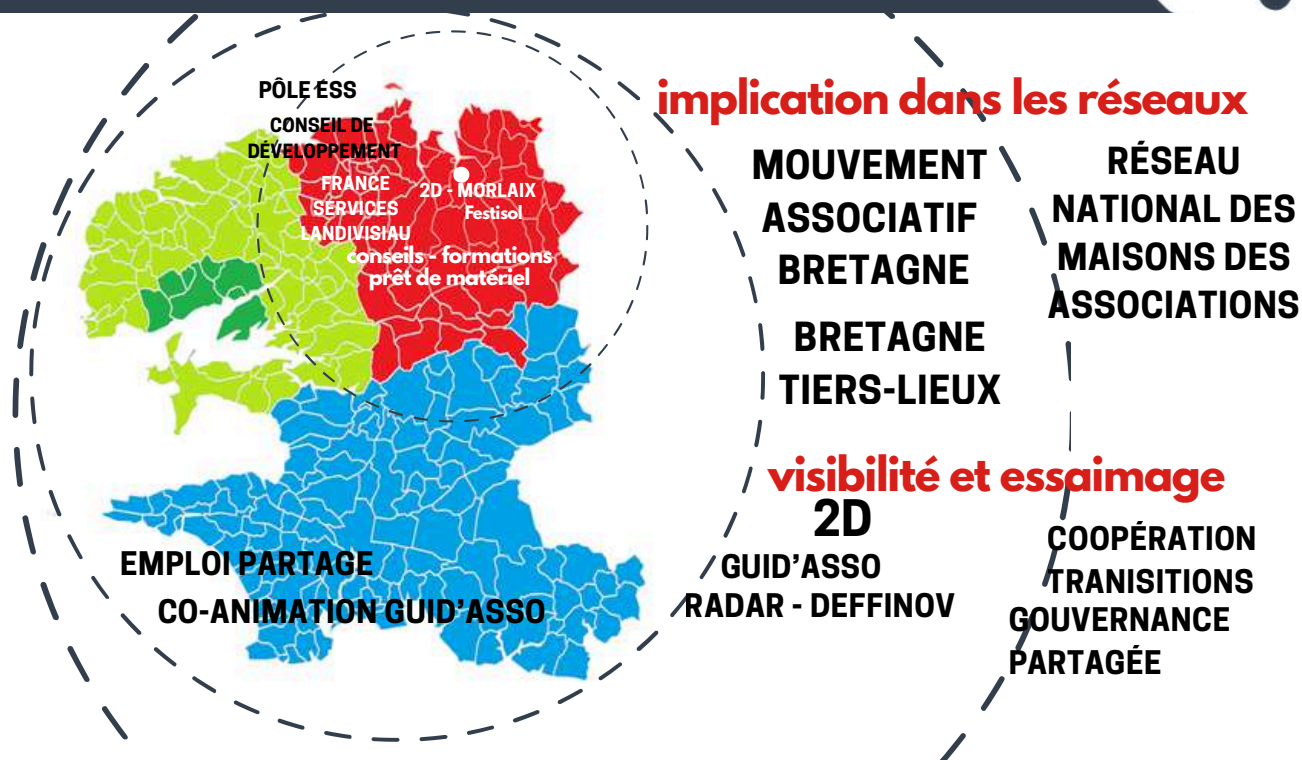 PÔLE ESS
CONSEIL DE
DÉVELOPPEMENT
FRANCE
SERVICES
LANDIVISIAU
2D - MORLAIX
Festisol
conseils - formations
prêt de matériel
EMPLOI PARTAGE
CO-ANIMATION GUID'ASSO
implication dans les réseaux
MOUVEMENT
ASSOCIATIF
BRETAGNE
BRETAGNE
TIERS-LIEUX
RÉSEAU
NATIONAL DES
MAISONS DES
ASSOCIATIONS
visibilité et essaimage
2D
GUID'ASSO
RADAR - DEFFINOV
COOPÉRATION
TRANISITIONS
GOUVERNANCE
PARTAGÉE